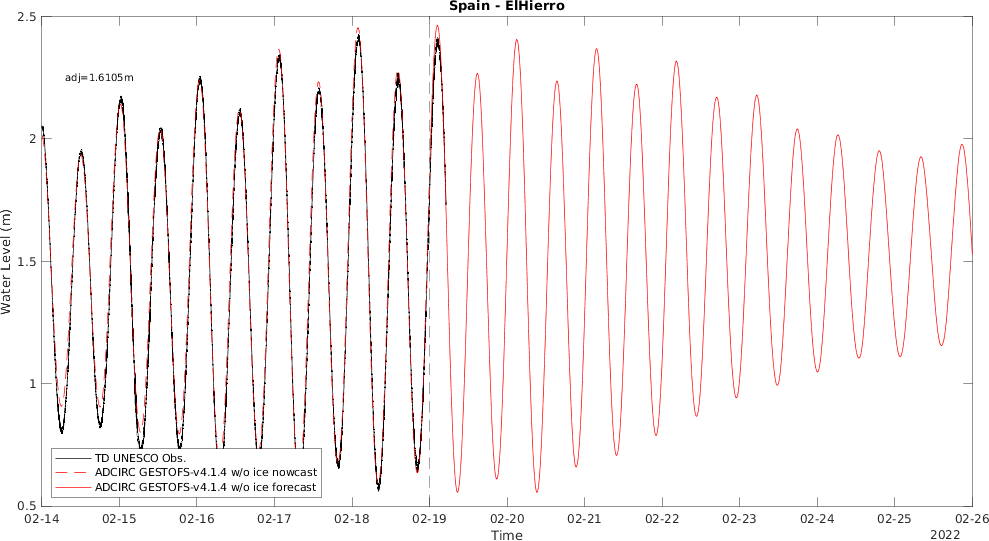 Spain - ElHierro
2.5
adj=1.6105m
2
1.5
Water Level (m)
1
TD UNESCO Obs.
ADCIRC GESTOFS-v4.1.4 w/o ice nowcast
ADCIRC GESTOFS-v4.1.4 w/o ice forecast
0.5
02-14 02-15 02-16 02-17 02-18 02-19 02-20 02-21 02-22 02-23 02-24 02-25 02-26
Time
2022